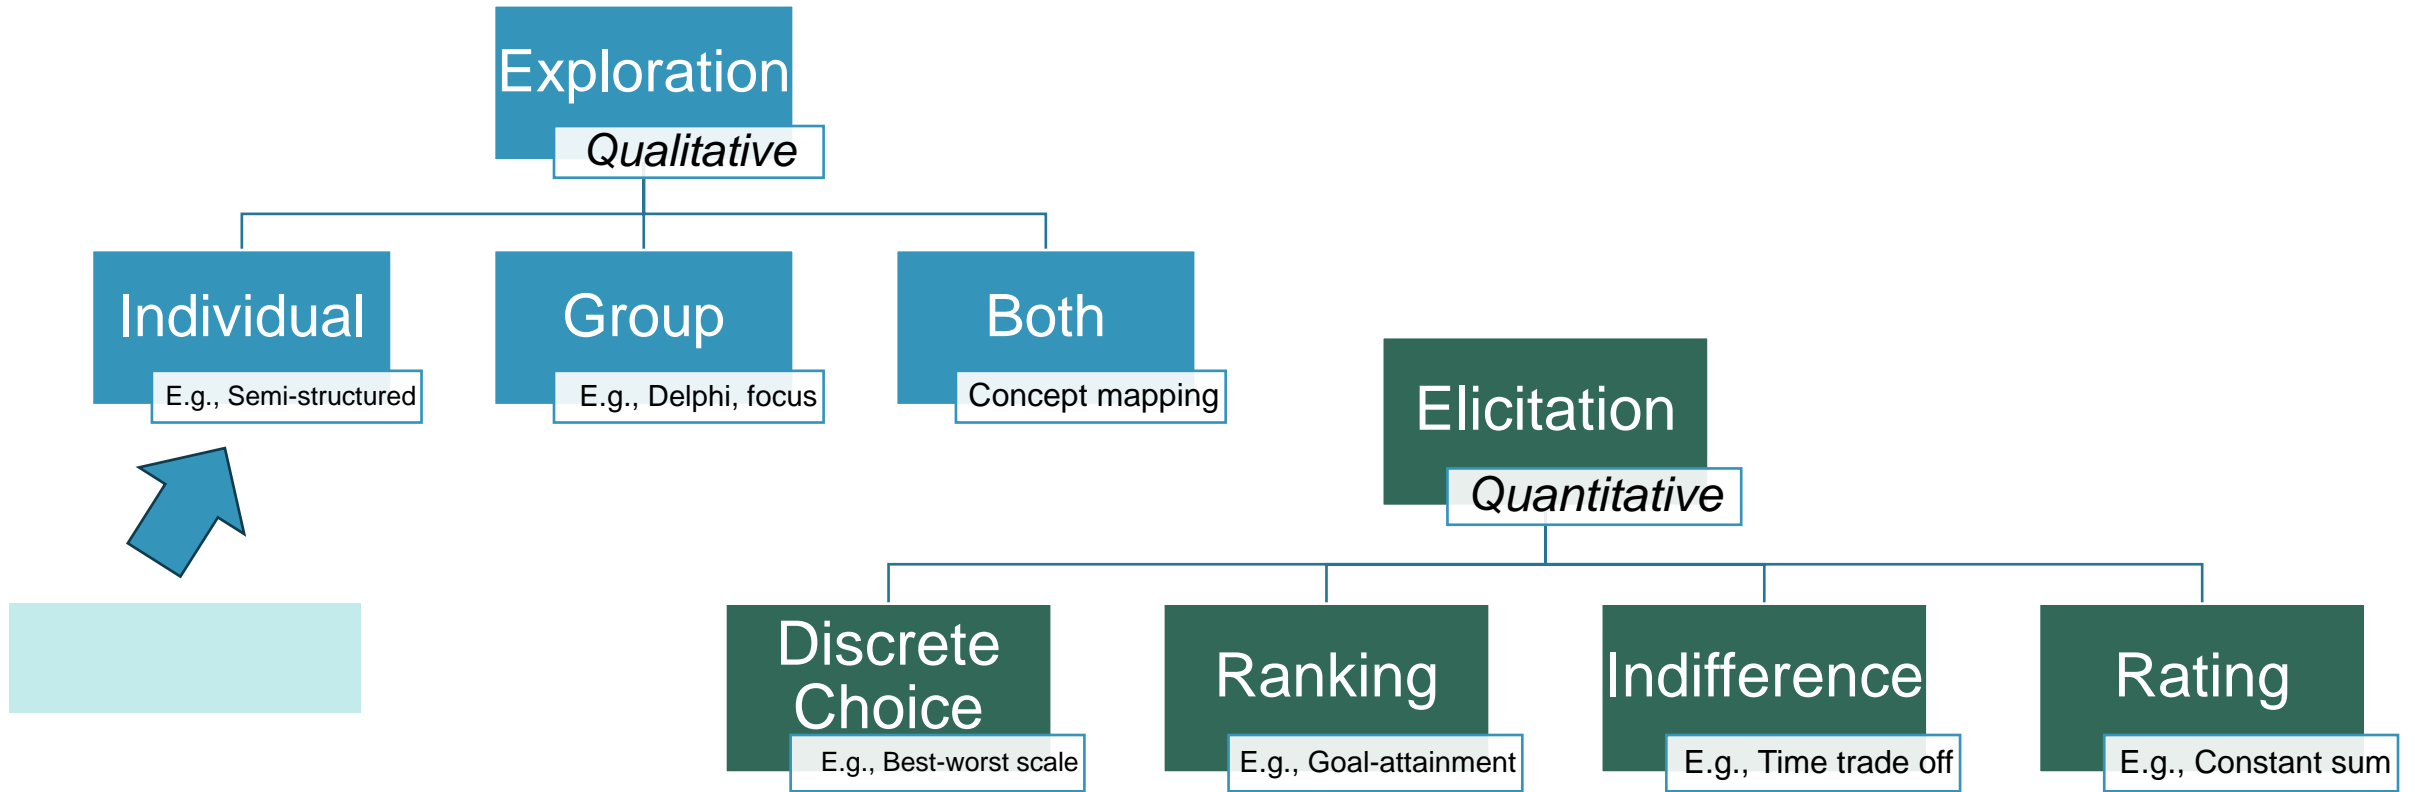 Exploration
Qualitative
Individual
E.g., Semi-structured
Group
E.g., Delphi, focus
Both
Concept mapping
Elicitation
Quantitative
Discrete
Choice
E.g., Best-worst scale
Ranking
E.g., Goal-attainment
Indifference
E.g., Time trade off
Rating
E.g., Constant sum